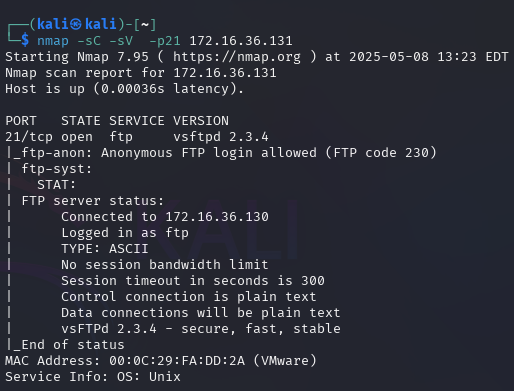 ┌──(kali㉿kali)-[~]
└─$ nmap -sC -sV  -p21 172.16.36.131
Starting Nmap 7.95 ( https://nmap.org ) at 2025-05-08 13:23 EDT
Nmap scan report for 172.16.36.131
Host is up (0.00036s latency).

PORT   STATE SERVICE VERSION
21/tcp open  ftp     vsftpd 2.3.4
|_ftp-anon: Anonymous FTP login allowed (FTP code 230)
| ftp-syst:
|   STAT:
| FTP server status:
|      Connected to 172.16.36.130
|      Logged in as ftp
|      TYPE: ASCII
|      No session bandwidth limit
|      Session timeout in seconds is 300
|      Control connection is plain text
|      Data connections will be plain text
|      vsFTPd 2.3.4 - secure, fast, stable
|_End of status
MAC Address: 00:0C:29:FA:DD:2A (VMware)
Service Info: OS: Unix
KALI